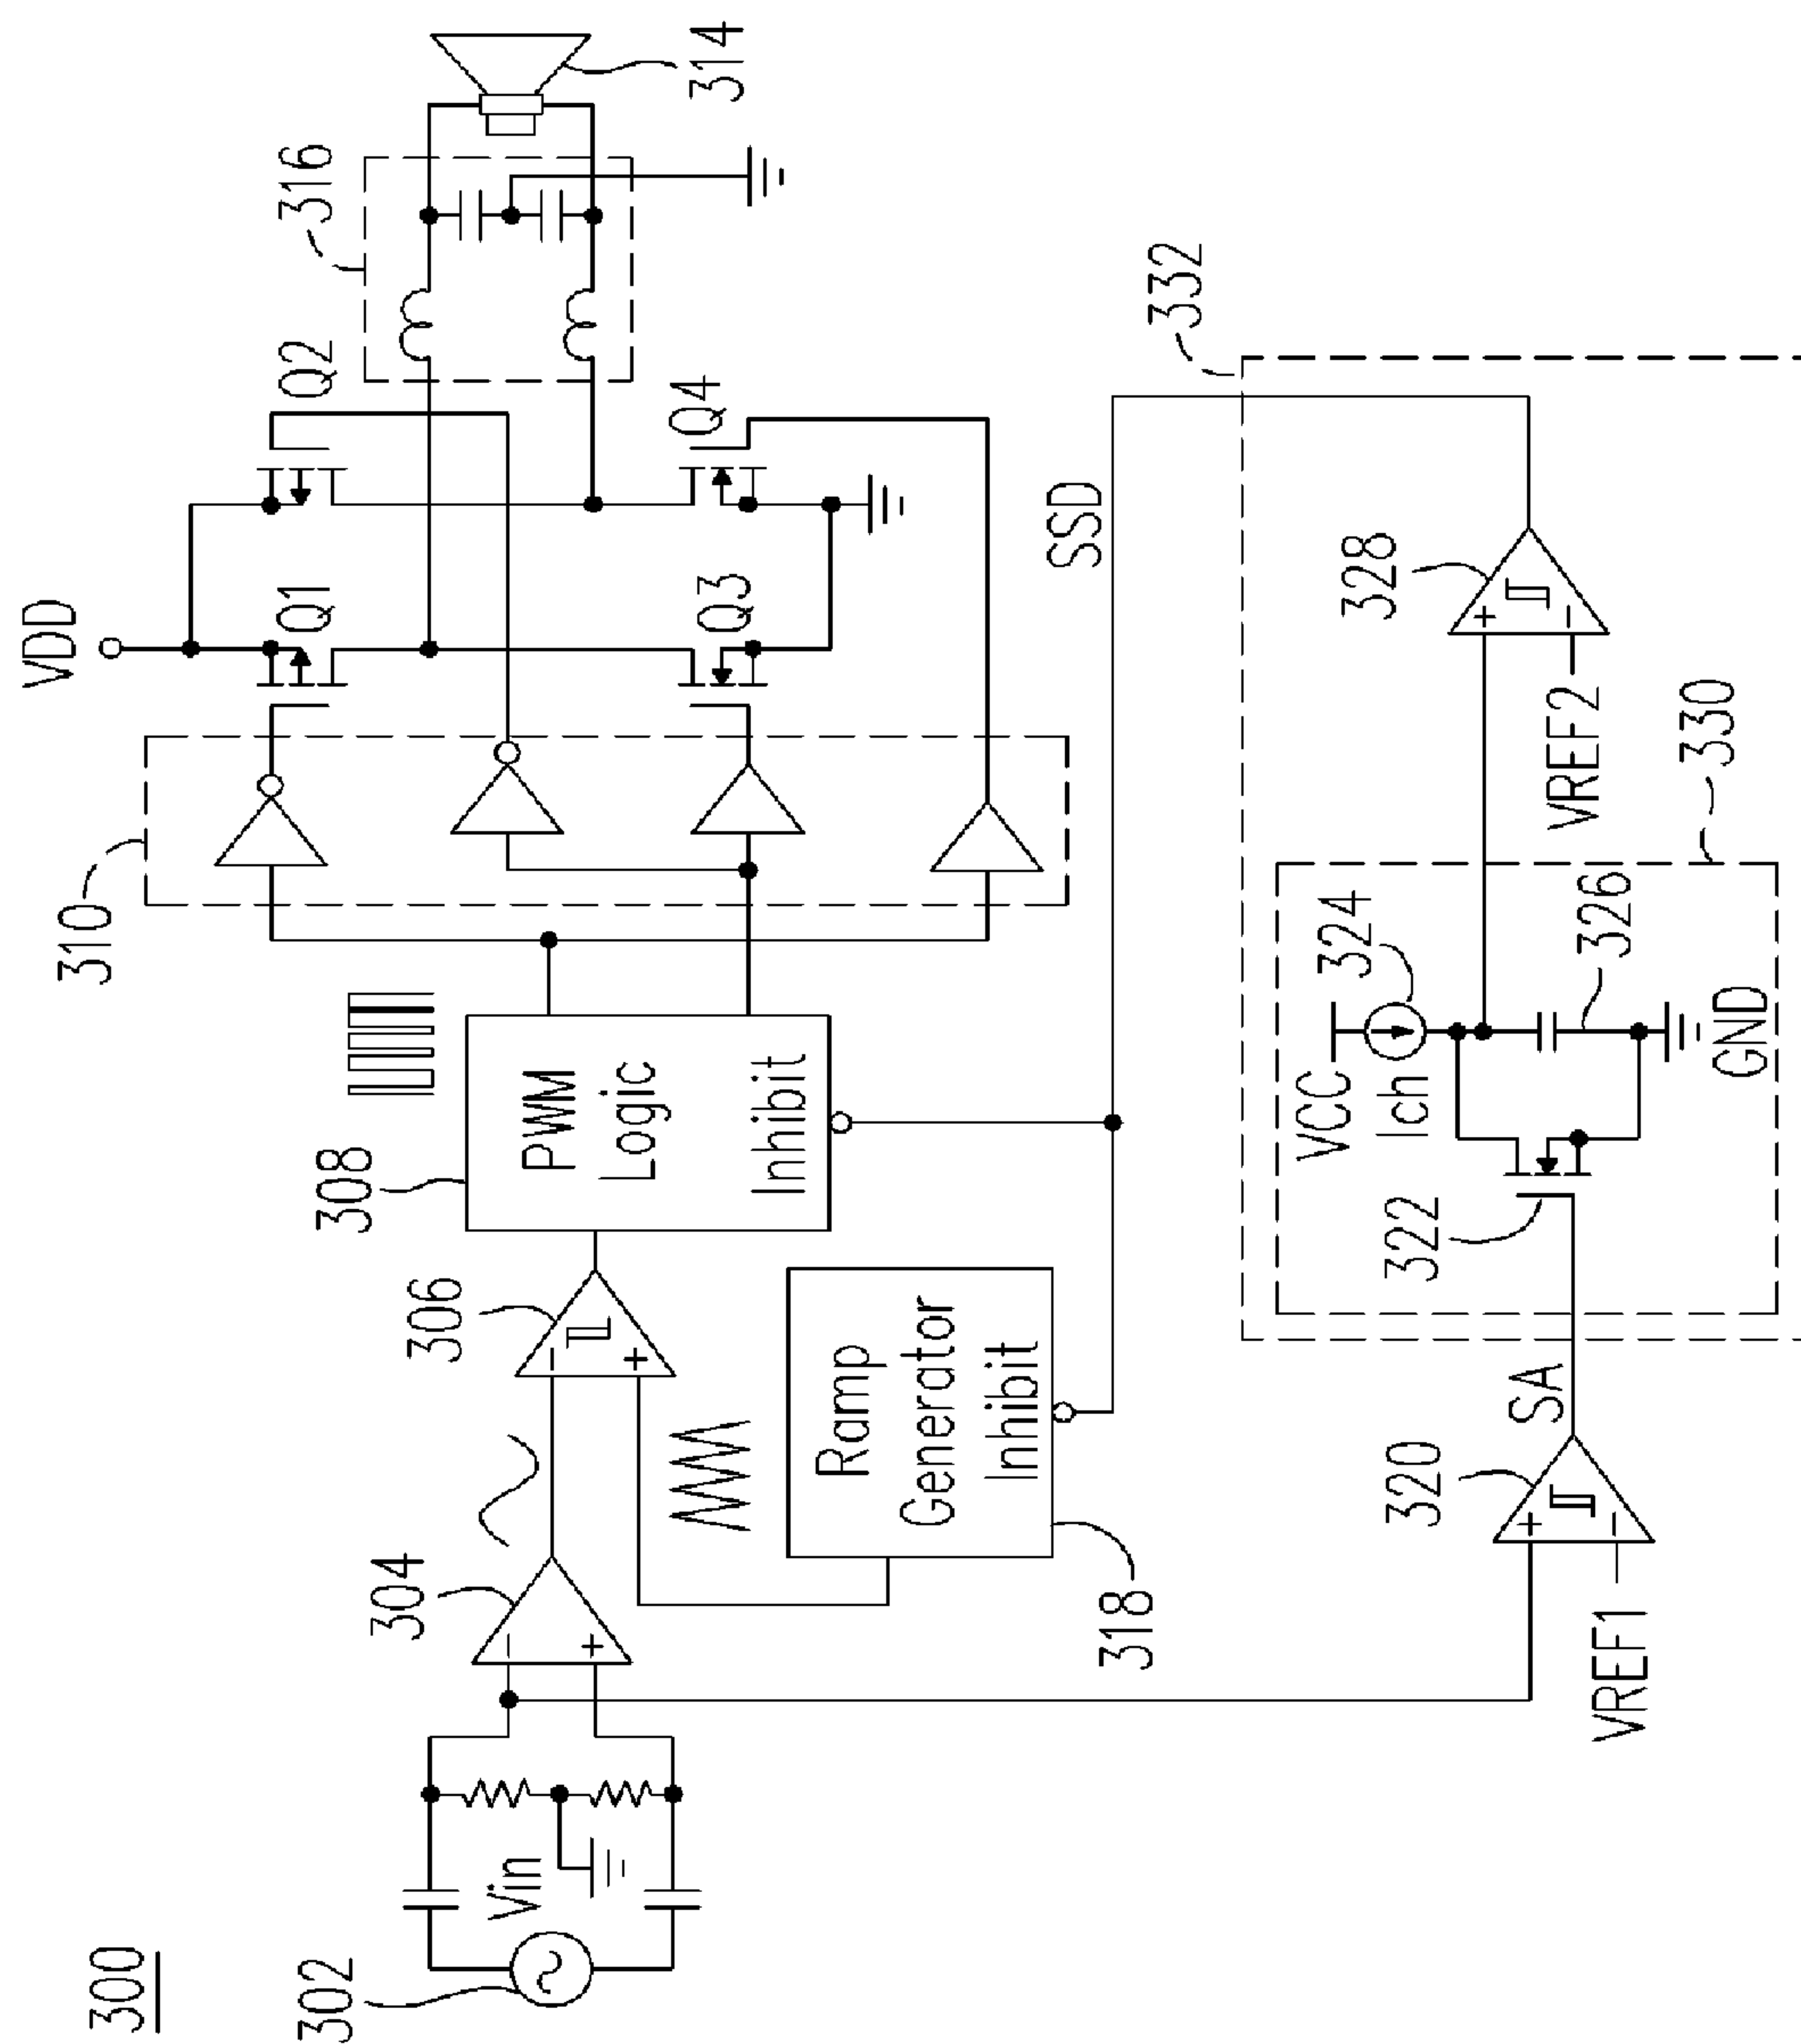 300
302
Vin
304
306
308
PWM
Logic
Inhibit
310
VDD
Q1
Q2
Q3
Q4
316
314
318
Ramp
Generator
Inhibit
SSD
332
320
VREF1
SA
322
VCC
Ich
324
326
GND
330
VREF2
328
+
−
+
−
+
−
+
−